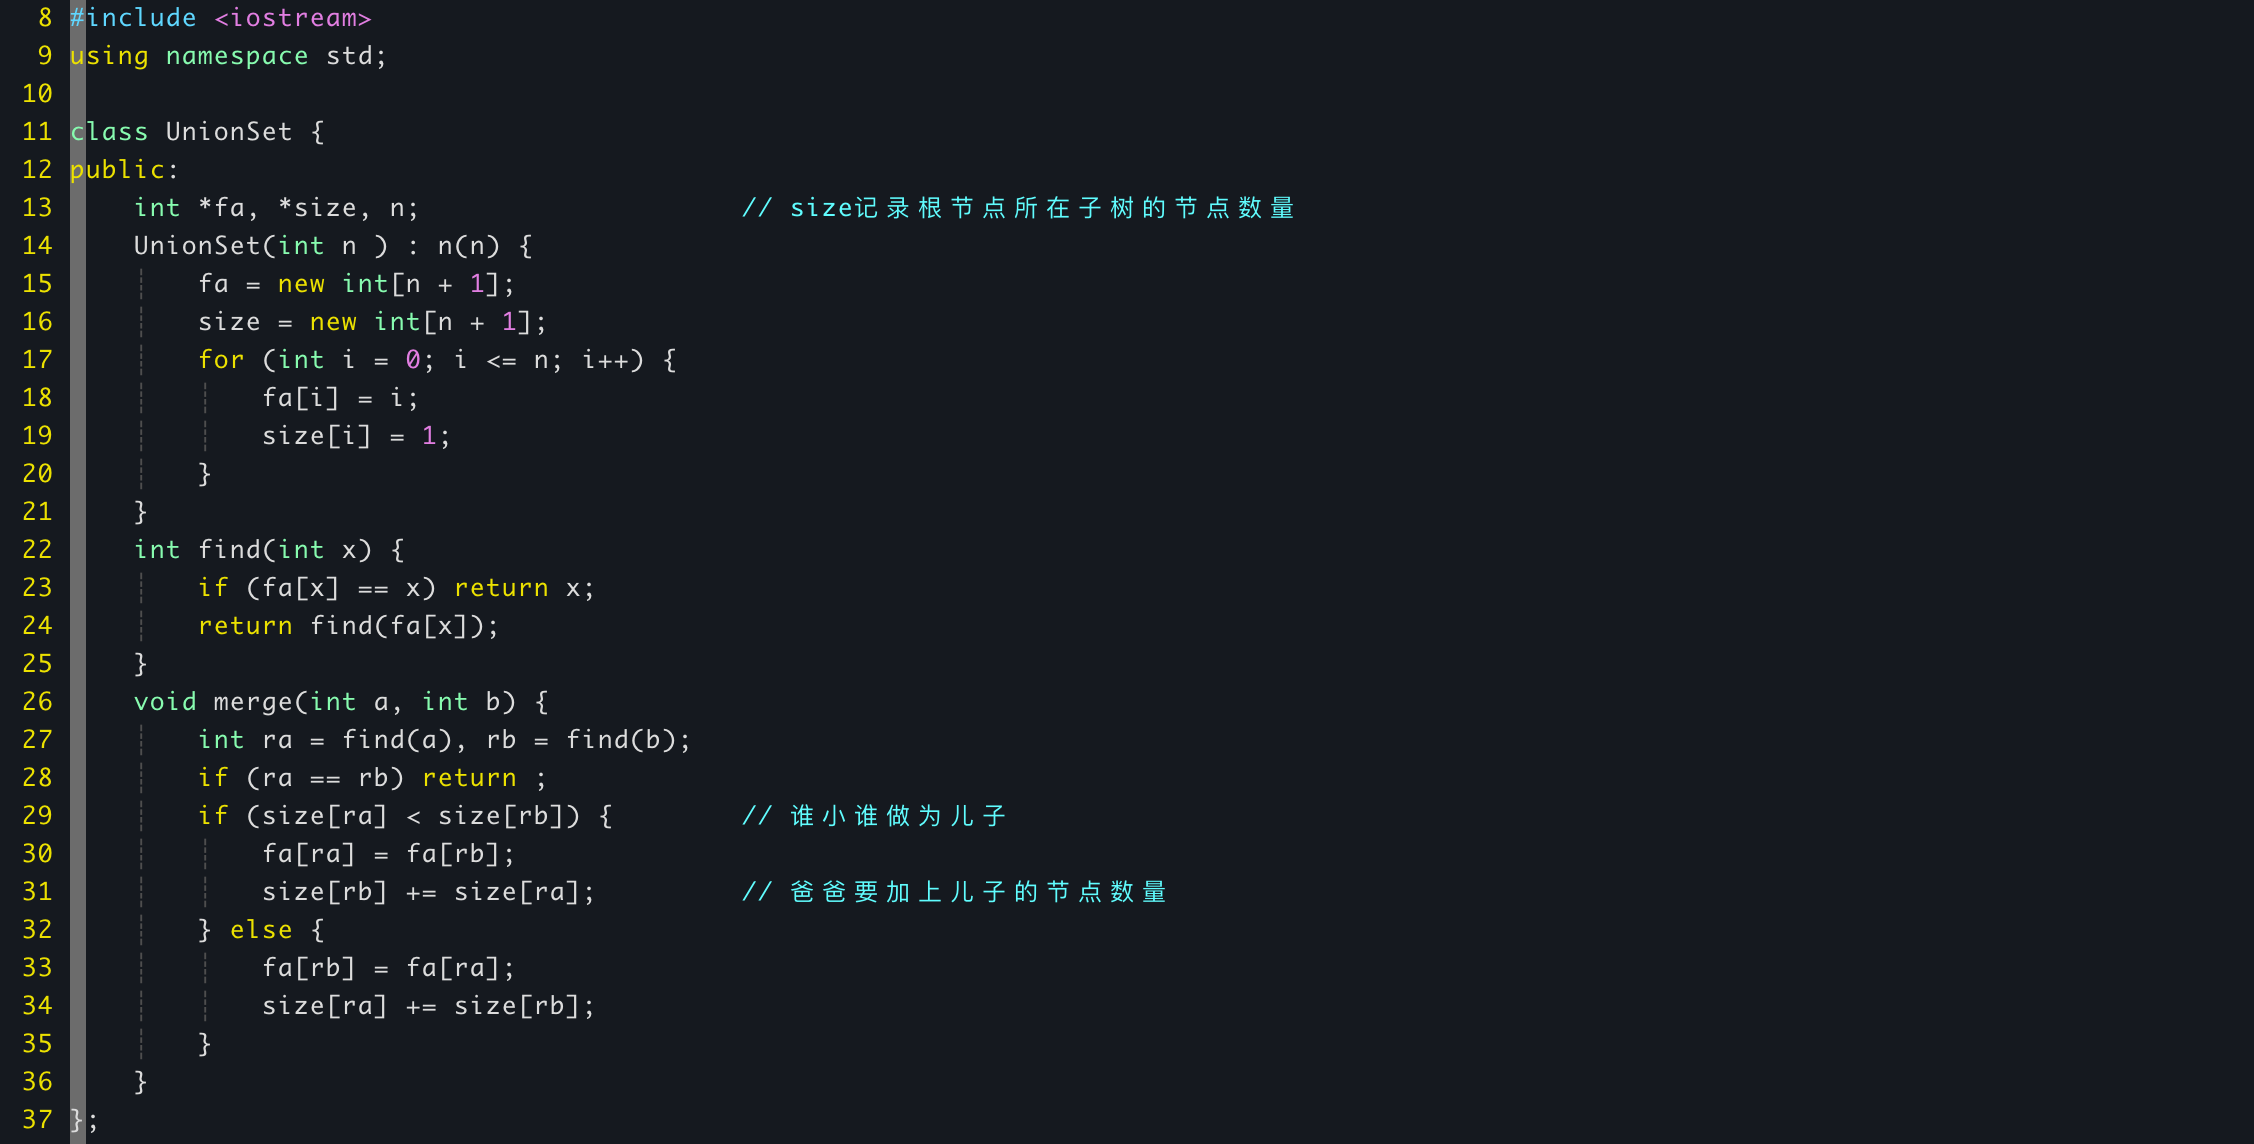 8 #include <iostream>
9 using namespace std;
10
11 class UnionSet {
12 public:
13     int *fa, *size, n;                    // size记录根节点所在子树的节点数量
14     UnionSet(int n ) : n(n) {
15         fa = new int[n + 1];
16         size = new int[n + 1];
17         for (int i = 0; i <= n; i++) {
18             fa[i] = i;
19             size[i] = 1;
20         }
21     }
22     int find(int x) {
23         if (fa[x] == x) return x;
24         return find(fa[x]);
25     }
26     void merge(int a, int b) {
27         int ra = find(a), rb = find(b);
28         if (ra == rb) return ;
29         if (size[ra] < size[rb]) {        // 谁小谁做为儿子
30             fa[ra] = fa[rb];
31             size[rb] += size[ra];         // 爸爸要加上儿子的节点数量
32         } else {
33             fa[rb] = fa[ra];
34             size[ra] += size[rb];
35         }
36     }
37 };